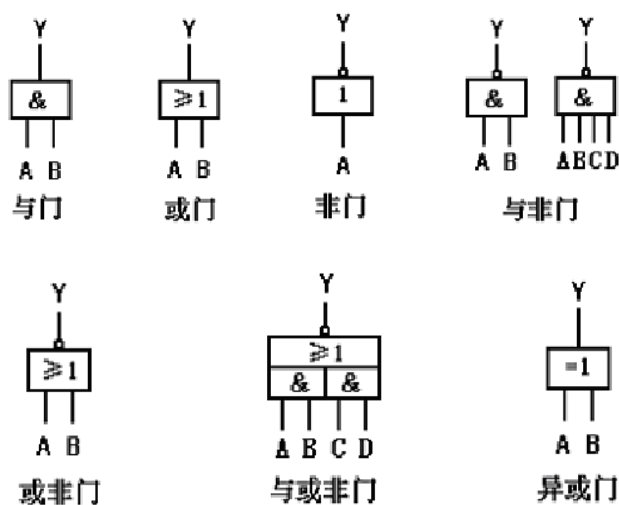 Y Y Y Y Y
& ≥1 1 & &
A B A B A A B ABCD
与门 或门 非门 与非门
Y Y Y
≥1 ≥1 =1
& &
A B A B C D A B
或非门 与或非门 异或门